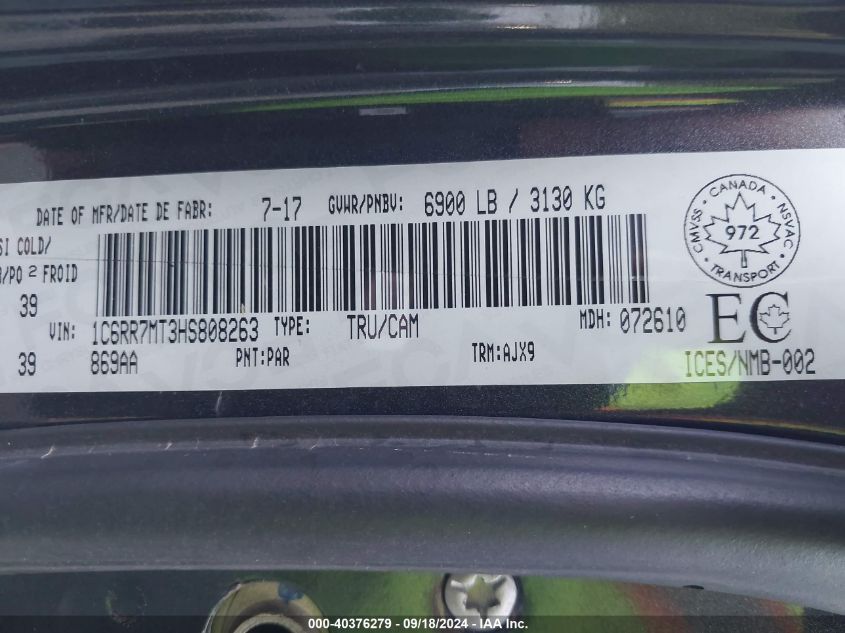 DATE OF MFR/DATE DE FABR: 7-17 GVWR/PNBV: 6900 LB / 3130 KG
SI COLD/
/PO 2 FROID
39
VIN: 1C6RR7MT3HS808263 TYPE: TRU/CAM MDH: 072610
39 869AA PNT:PAR TRM:AJX9
CANADA
CMVSS 972 NSVAC
TRANSPORT
EC
ICES/NMB-002
000-40376279 - 09/18/2024 - IAA Inc.